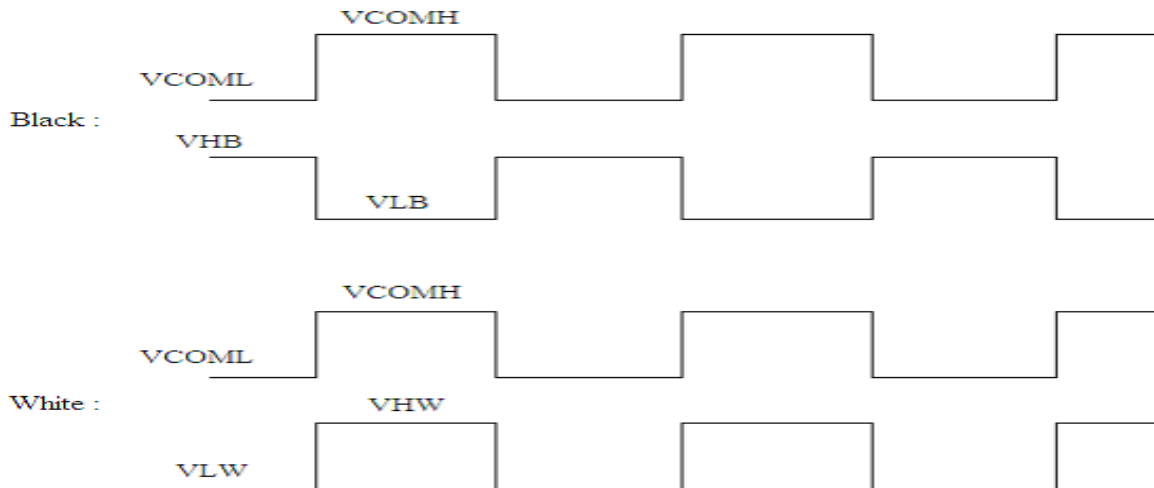 VCOMH
VCOML
Black :
VHB
VLB
VCOMH
VCOML
White :
VHW
VLW